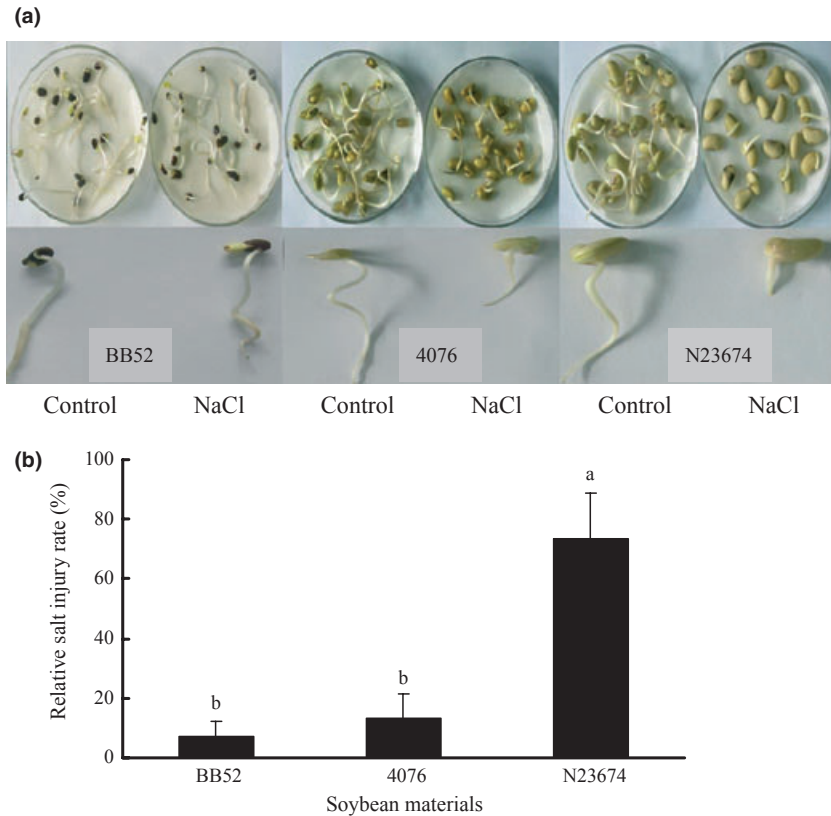 (a)
BB52
4076
N23674
Control NaCl Control NaCl Control NaCl
(b)
Relative salt injury rate (%)
100
80
60
40
20
0
b
b
a
BB52 4076 N23674
Soybean materials